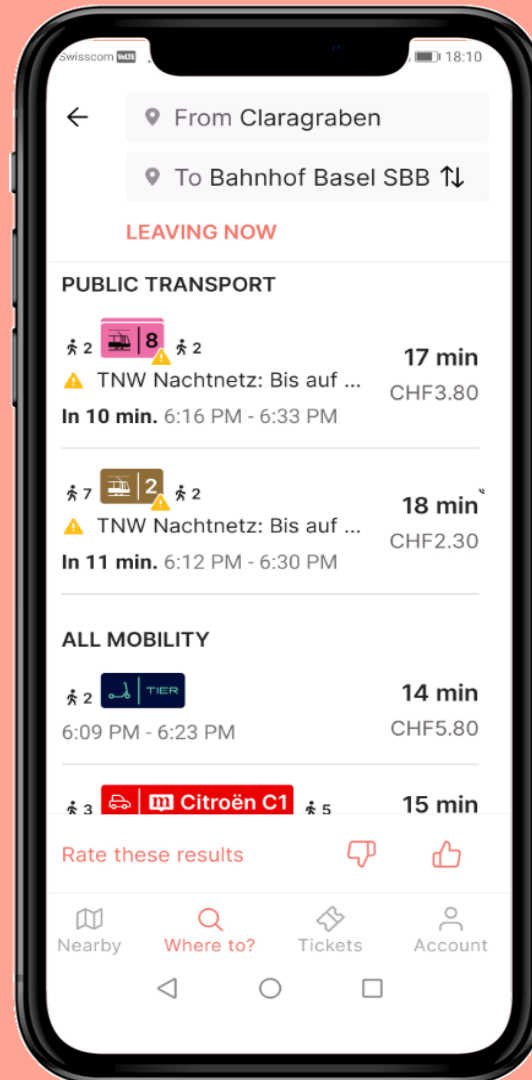 Swisscom VoLTE 18:10
From Claragraben
To Bahnhof Basel SBB
LEAVING NOW
PUBLIC TRANSPORT
2 8 2
17 min
TNW Nachtnetz: Bis auf ...
CHF3.80
In 10 min. 6:16 PM - 6:33 PM
7 2 2
18 min
TNW Nachtnetz: Bis auf ...
CHF2.30
In 11 min. 6:12 PM - 6:30 PM
ALL MOBILITY
2 TIER
14 min
6:09 PM - 6:23 PM
CHF5.80
3 m Citroën C1 5
15 min
Rate these results
Nearby Where to? Tickets Account